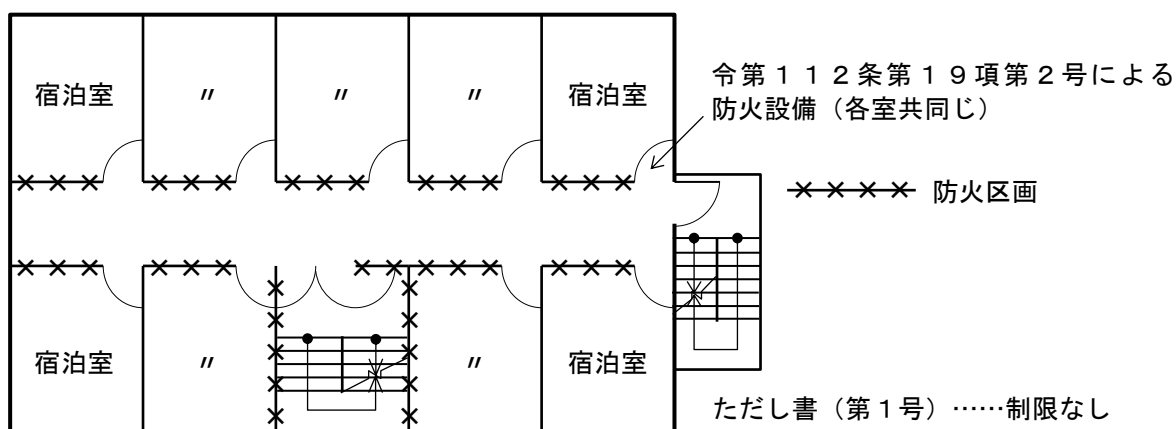 宿泊室 〃 〃 〃 宿泊室
令第112条第19項第2号による
防火設備（各室共同じ）
防火区画
宿泊室 〃 〃 宿泊室
ただし書（第1号）……制限なし